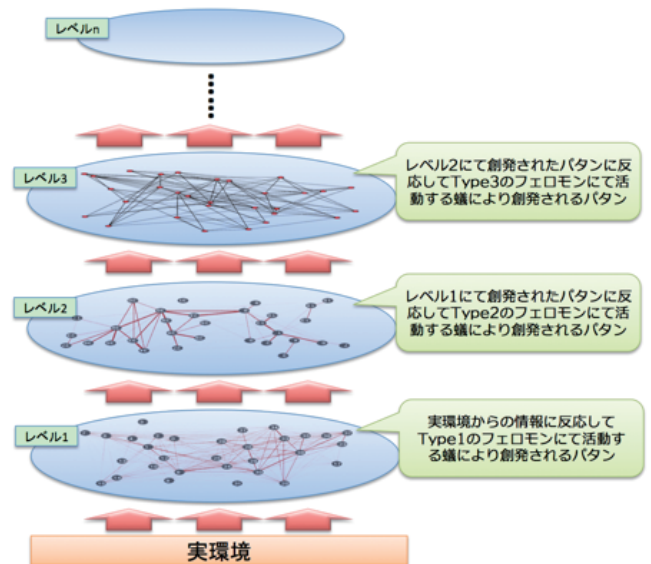 レベルn
レベル3
レベル2にて創発されたパタンに反
応してType3のフェロモンにて活
動する蟻により創発されるパタン
レベル2
レベル1にて創発されたパタンに反
応してType2のフェロモンにて活
動する蟻により創発されるパタン
レベル1
実環境からの情報に反応して
Type1のフェロモンにて活動す
る蟻により創発されるパタン
実環境